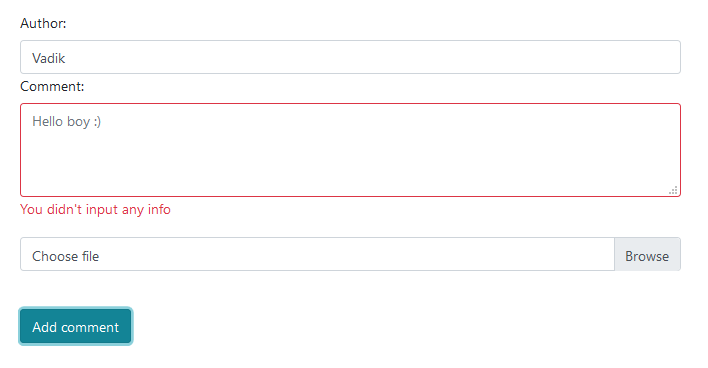 Author:
Vadik
Comment:
Hello boy :)
You didn't input any info
Choose file
Browse
Add comment